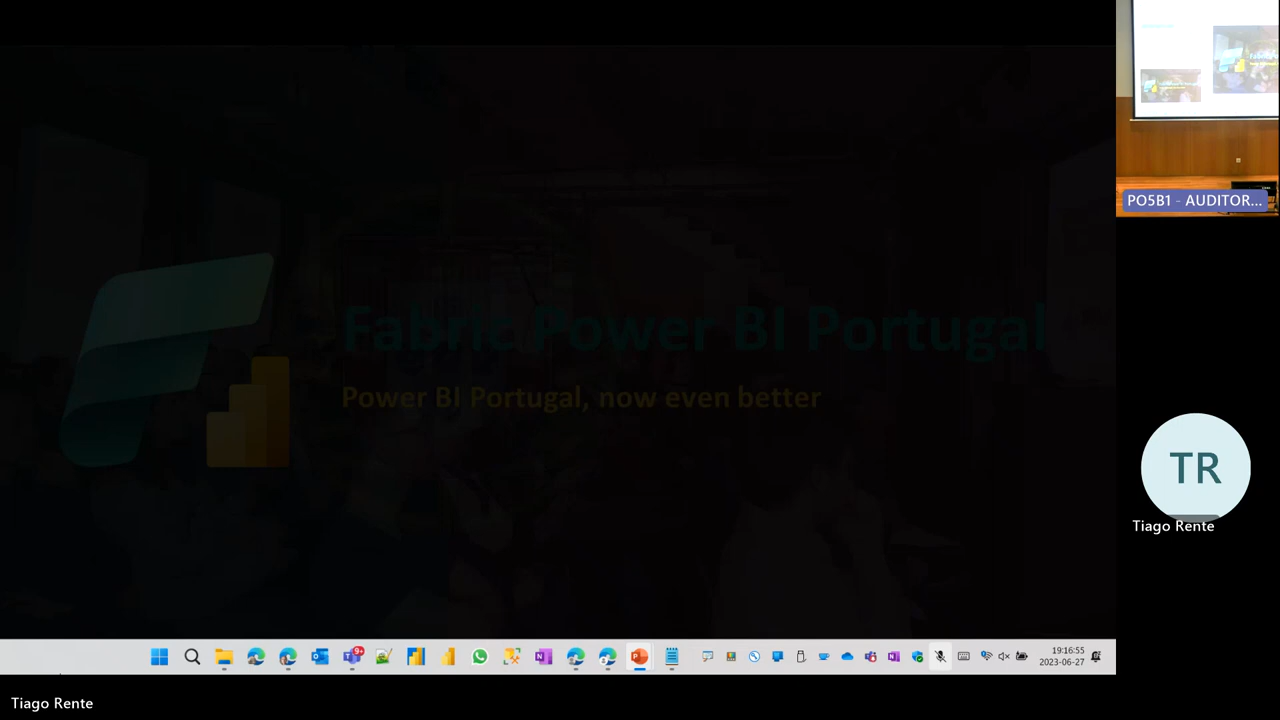 Fabric Power BI Portugal
Power BI Portugal, now even better
PO5B1 - AUDITOR...
TR
Tiago Rente
9+
19:16:55
2023-06-27
Tiago Rente